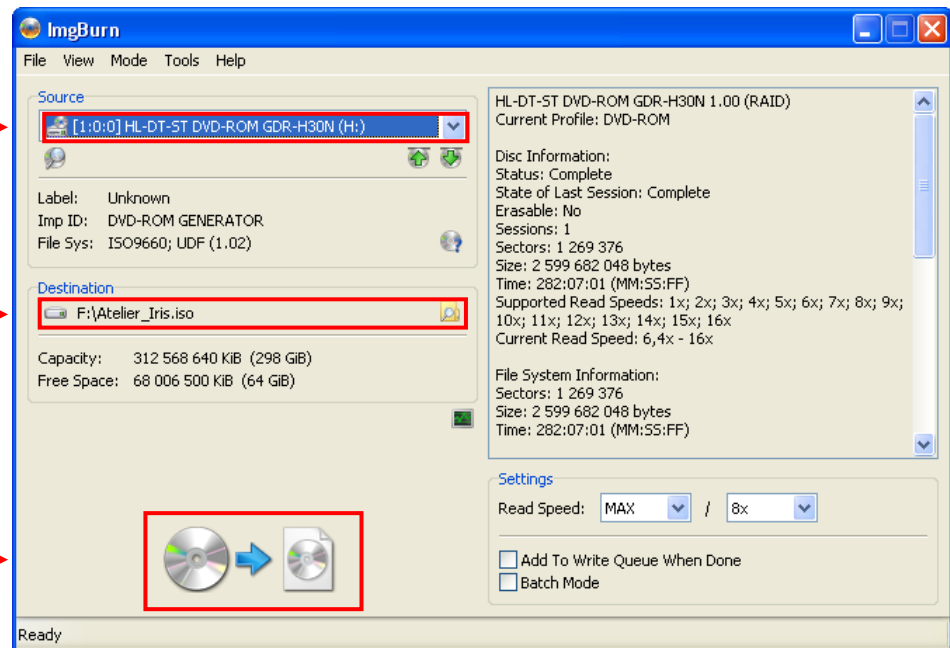 ImgBurn
File View Mode Tools Help
Source
[1:0:0] HL-DT-ST DVD-ROM GDR-H30N (H:)
Label: Unknown
Imp ID: DVD-ROM GENERATOR
File Sys: ISO9660; UDF (1.02)
Destination
F:\Atelier_Iris.iso
Capacity: 312 568 640 KiB (298 GiB)
Free Space: 68 006 500 KiB (64 GiB)
HL-DT-ST DVD-ROM GDR-H30N 1.00 (RAID)
Current Profile: DVD-ROM
Disc Information:
Status: Complete
State of Last Session: Complete
Erasable: No
Sessions: 1
Sectors: 1 269 376
Size: 2 599 682 048 bytes
Time: 282:07:01 (MM:SS:FF)
Supported Read Speeds: 1x; 2x; 3x; 4x; 5x; 6x; 7x; 8x; 9x;
10x; 11x; 12x; 13x; 14x; 15x; 16x
Current Read Speed: 6,4x - 16x
File System Information:
Sectors: 1 269 376
Size: 2 599 682 048 bytes
Time: 282:07:01 (MM:SS:FF)
Settings
Read Speed: MAX / 8x
Add To Write Queue When Done
Batch Mode
Ready